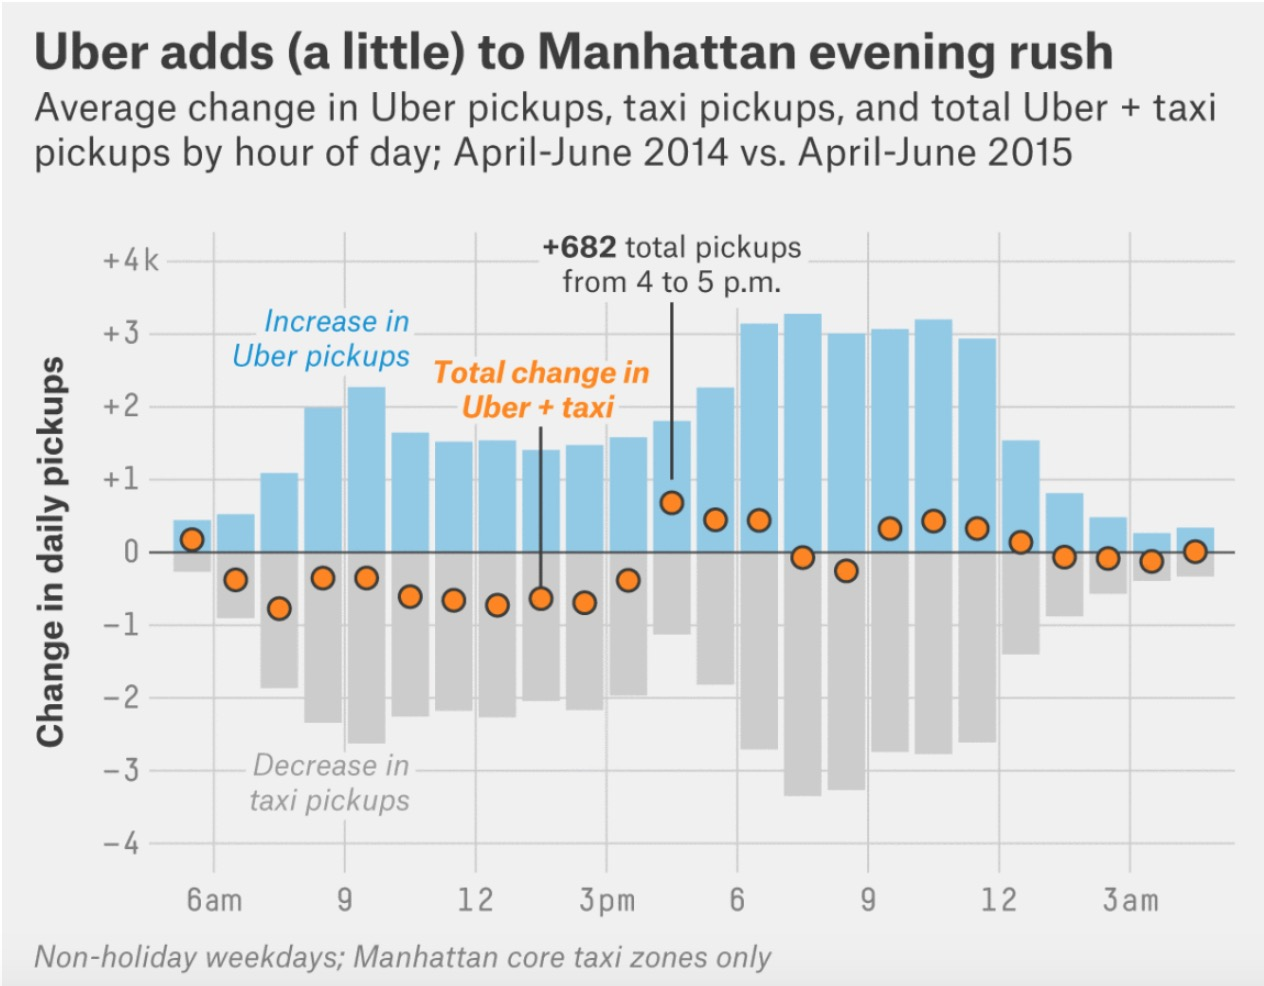 Uber adds (a little) to Manhattan evening rush
Average change in Uber pickups, taxi pickups, and total Uber + taxi
pickups by hour of day; April-June 2014 vs. April-June 2015
+682 total pickups
from 4 to 5 p.m.
Increase in
Uber pickups
Total change in
Uber + taxi
Decrease in
taxi pickups
Change in daily pickups
+4k
+3
+2
+1
0
−1
−2
−3
−4
6am 9 12 3pm 6 9 12 3am
Non-holiday weekdays; Manhattan core taxi zones only